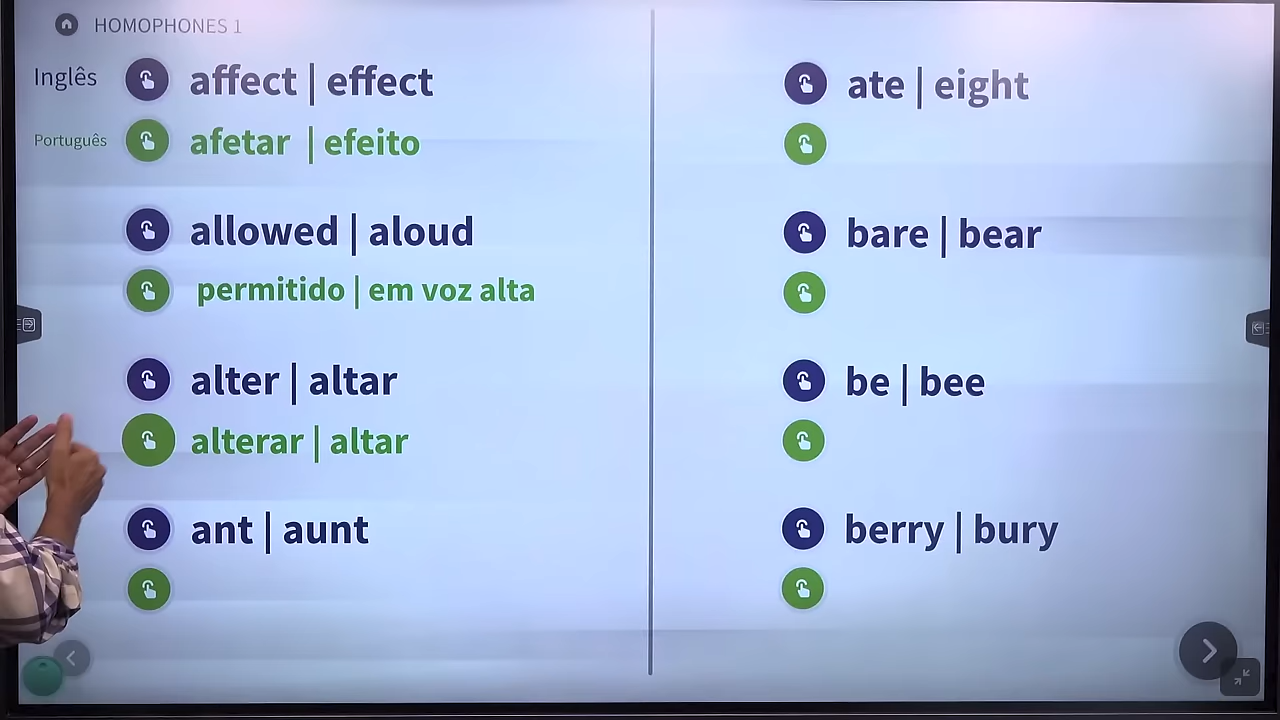 HOMOPHONES 1
Inglês
affect | effect
Português
afetar | efeito
allowed | aloud
permitido | em voz alta
alter | altar
alterar | altar
ant | aunt
ate | eight
bare | bear
be | bee
berry | bury